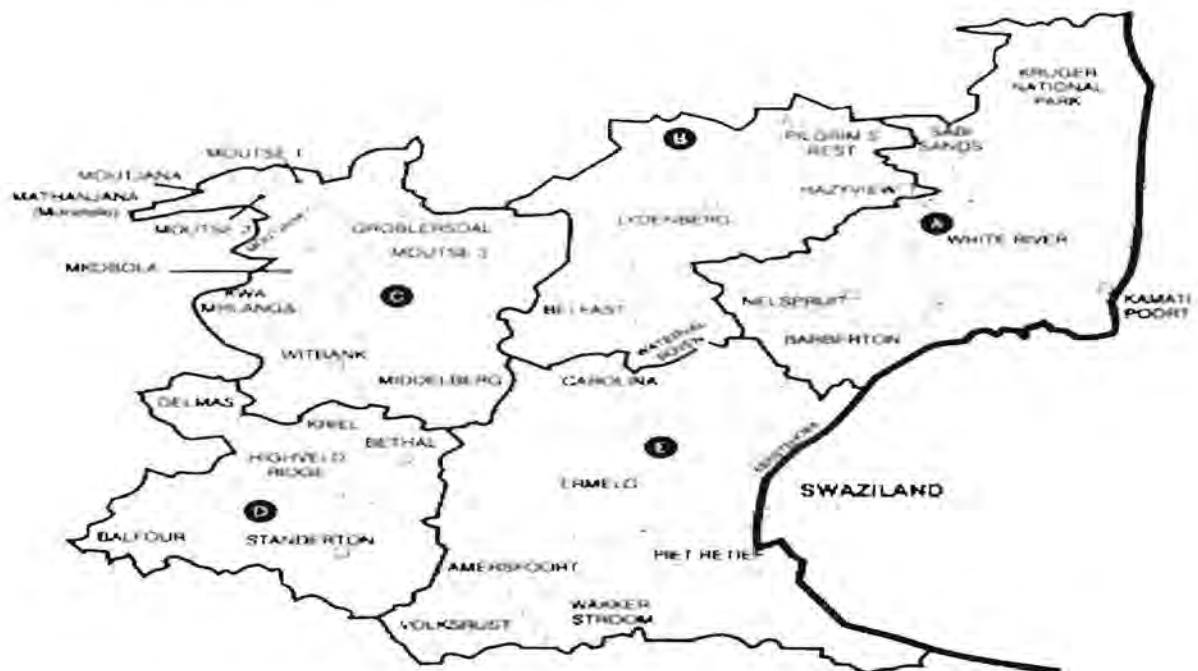 KRUGER
NATIONAL
PARK
B
PILGRIM S
REST
SABI
SANDS
MOUTSE 1
MOUTJANA
MATHANJANA
HAZYVIEW
LYDENBERG
MOUTSE 2
GROBLERSDAL
A
WHITE RIVER
MOUTSE 3
MKOBOLA
C
KWA
MHLANGA
BELFAST
NELSPRUIT
KAMATI
POORT
WATERVAL
BOVEN
BARBERTON
WITBANK
MIDDELBERG
CAROLINA
DELMAS
KRIEL
BETHAL
E
HIGHVELD
RIDGE
ERMELO
SWAZILAND
D
BALFOUR
STANDERTON
PIET RETIEF
AMERSFOORT
WAKKER
STROOM
VOLKSRUST